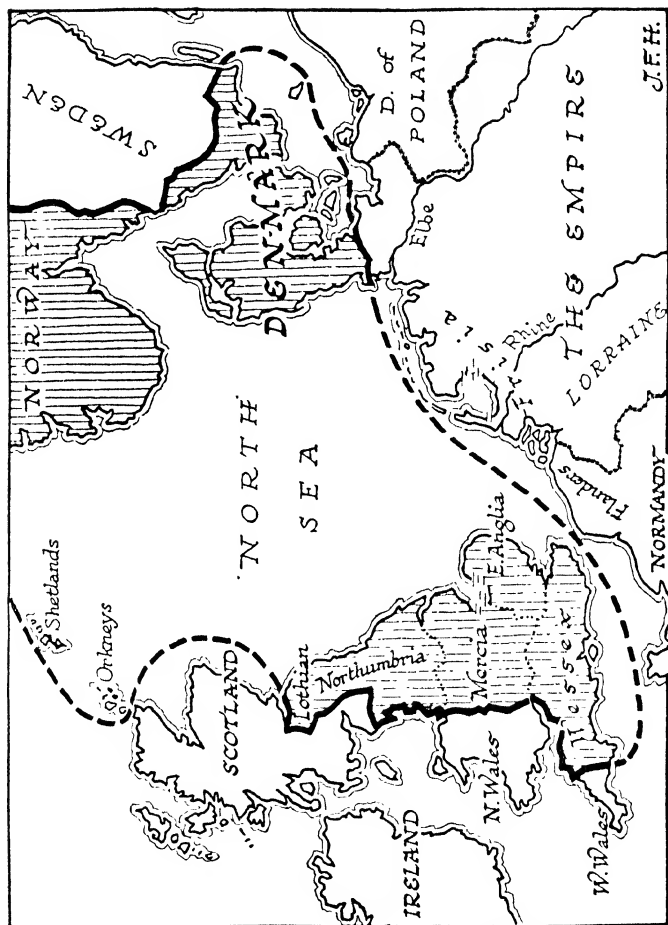 NORWAY
SWEDEN
Shetlands
Orkneys
NORTH
SEA
DENMARK
SCOTLAND
Lothian
Northumbria
IRELAND
N. Wales
Mercia
E. Anglia
Wessex
W. Wales
Elbe
D. of
POLAND
Frisia
Rhine
THE EMPIRE
Flanders
LORRAINE
NORMANDY
J.F.H.